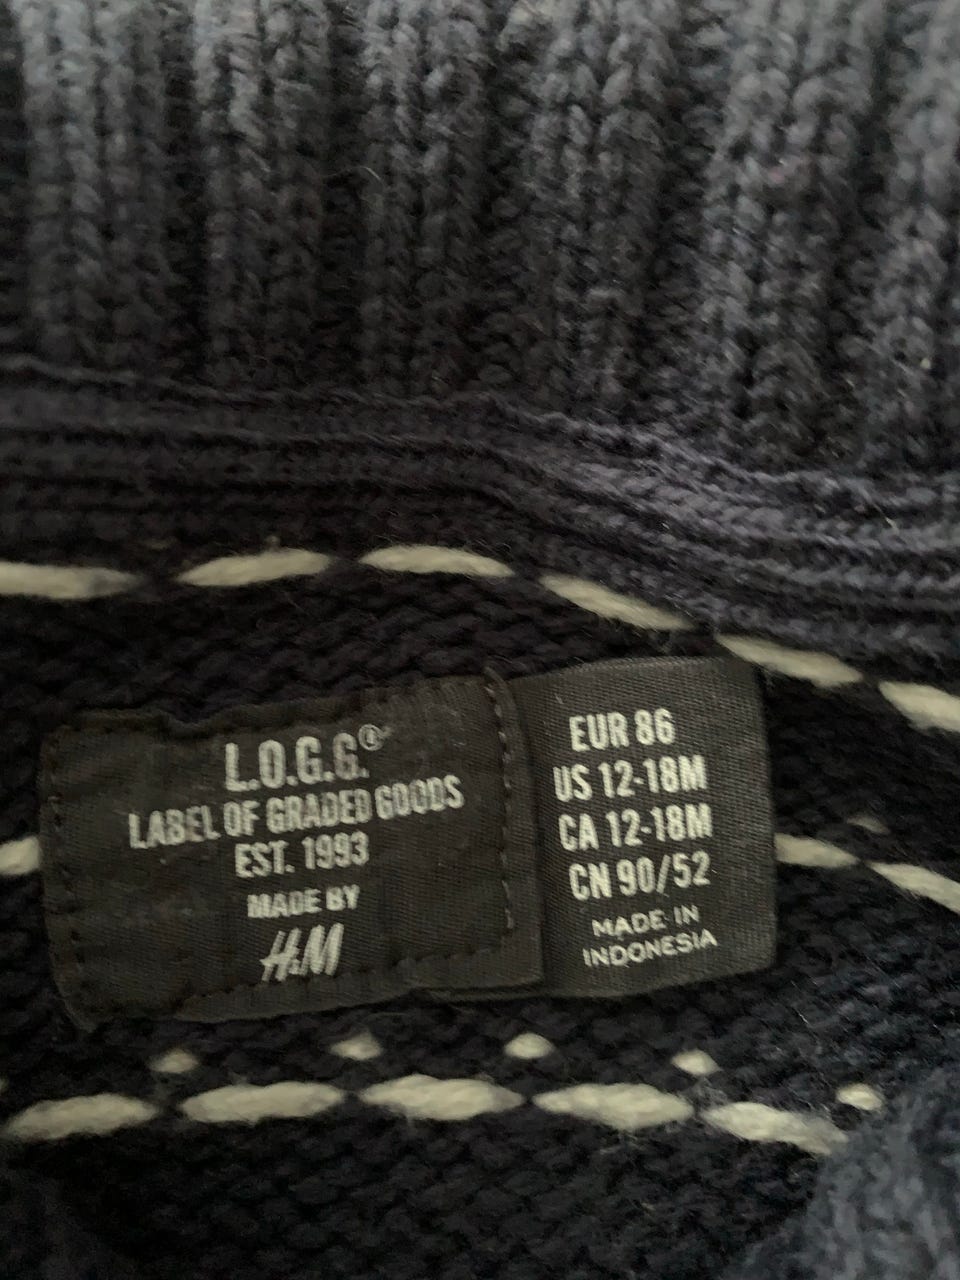 L.O.G.G.®
LABEL OF GRADED GOODS
EST. 1993
MADE BY
H&M
EUR 86
US 12-18M
CA 12-18M
CN 90/52
MADE IN
INDONESIA